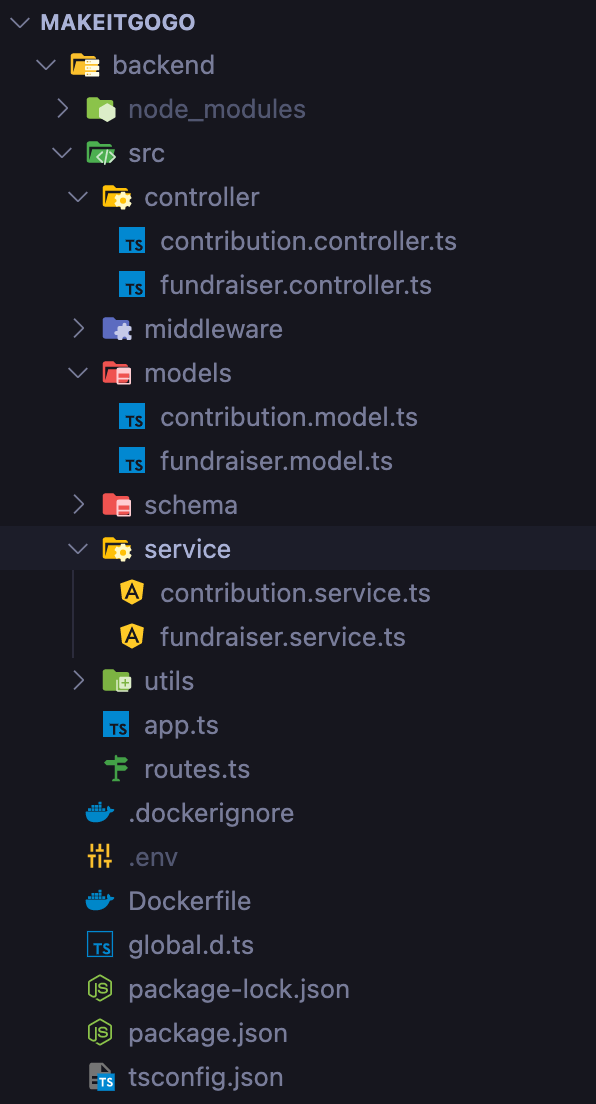 MAKEITGOGO
backend
node_modules
src
controller
TS contribution.controller.ts
TS fundraiser.controller.ts
middleware
models
TS contribution.model.ts
TS fundraiser.model.ts
schema
service
A contribution.service.ts
A fundraiser.service.ts
utils
TS app.ts
routes.ts
.dockerignore
.env
Dockerfile
TS global.d.ts
JS package-lock.json
JS package.json
TS tsconfig.json